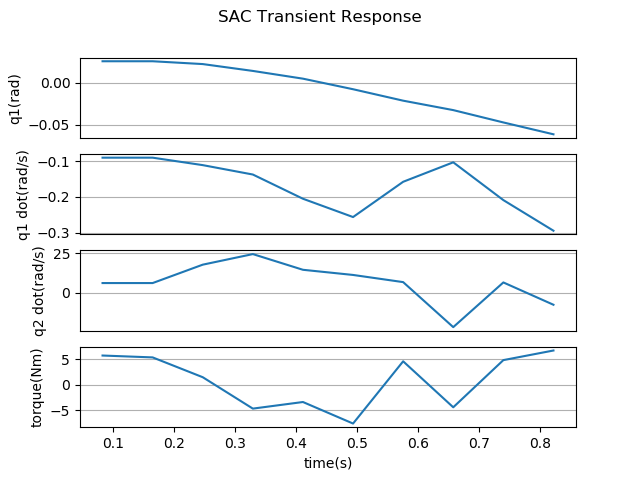 SAC Transient Response
q1(rad)
0.00
−0.05
q1 dot(rad/s)
−0.1
−0.2
−0.3
q2 dot(rad/s)
25
0
torque(Nm)
5
0
−5
0.1 0.2 0.3 0.4 0.5 0.6 0.7 0.8
time(s)